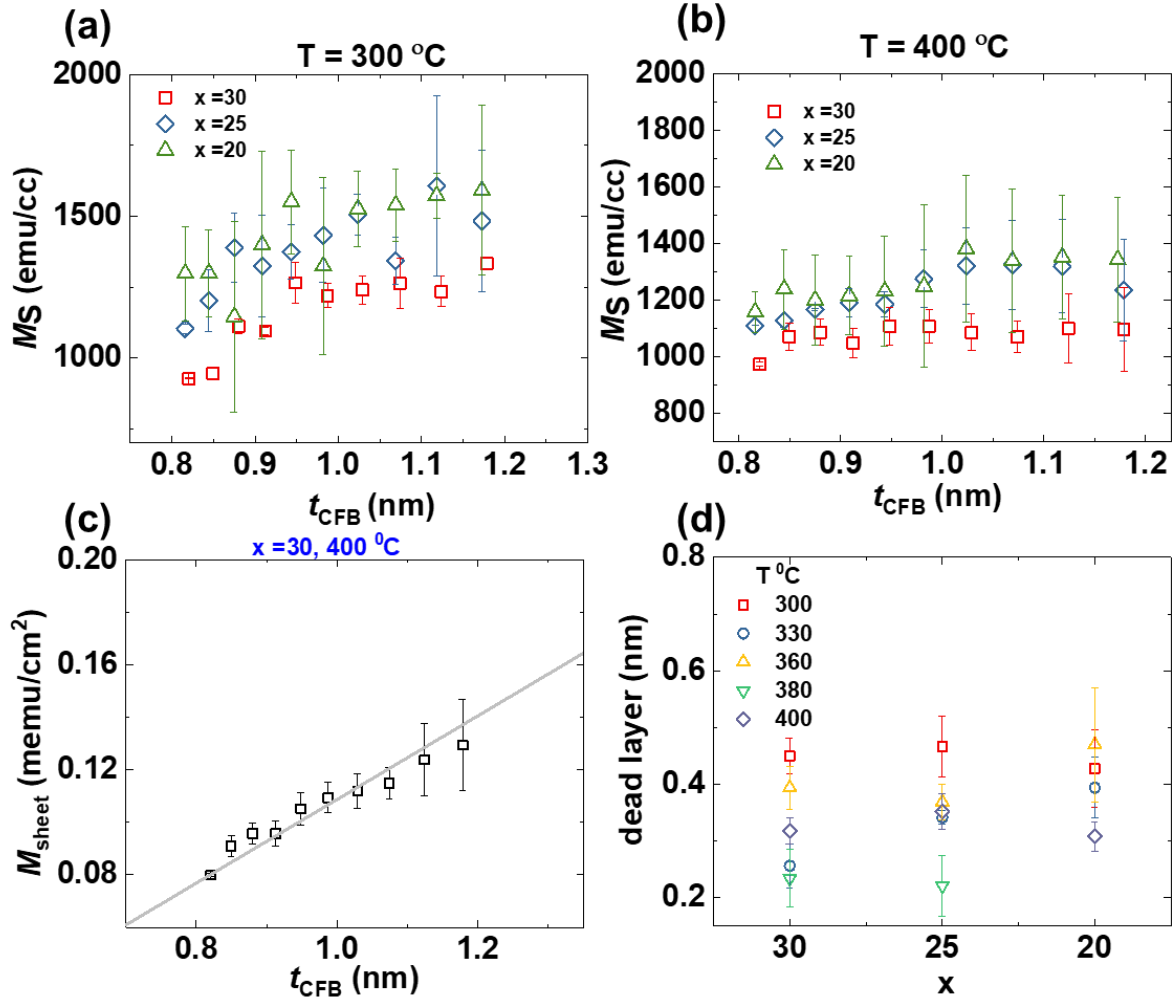 (a)
T = 300 °C
2000
1500
1000
x =30
x =25
x =20
0.8 0.9 1.0 1.1 1.2 1.3
MS (emu/cc)
tCFB (nm)
(b)
T = 400 °C
2000
1800
1600
1400
1200
1000
800
x =30
x =25
x =20
0.8 0.9 1.0 1.1 1.2
MS (emu/cc)
tCFB (nm)
(c)
x =30, 400 ⁰C
0.20
0.16
0.12
0.08
0.8 1.0 1.2
Msheet (memu/cm²)
tCFB (nm)
(d)
T ⁰C
300
330
360
380
400
0.8
0.6
0.4
0.2
30 25 20
dead layer (nm)
x